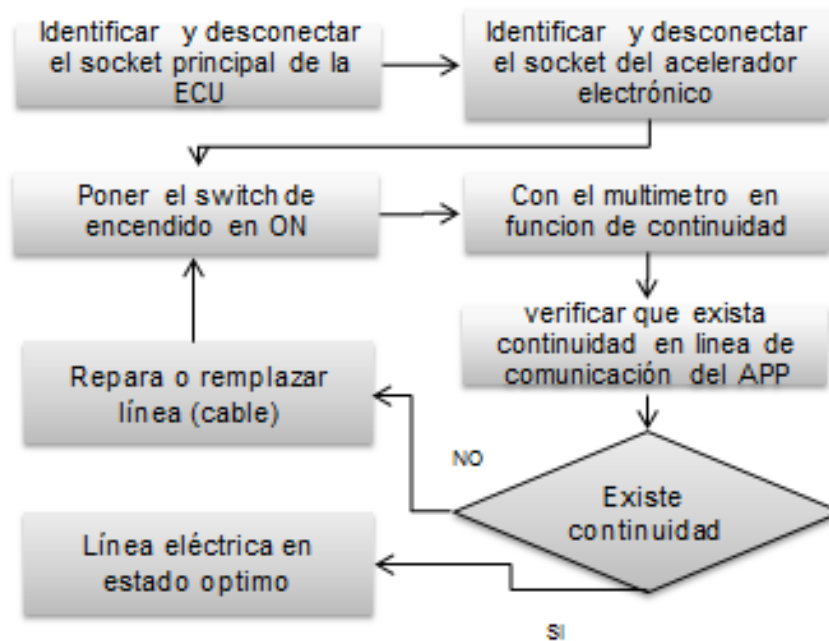 Identificar y desconectar
el socket principal de la
ECU
Identificar y desconectar
el socket del acelerador
electrónico
Poner el switch de
encendido en ON
Con el multimetro en
funcion de continuidad
verificar que exista
continuidad en linea de
comunicación del APP
Repara o remplazar
línea (cable)
NO
Existe
continuidad
Línea eléctrica en
estado optimo
SI